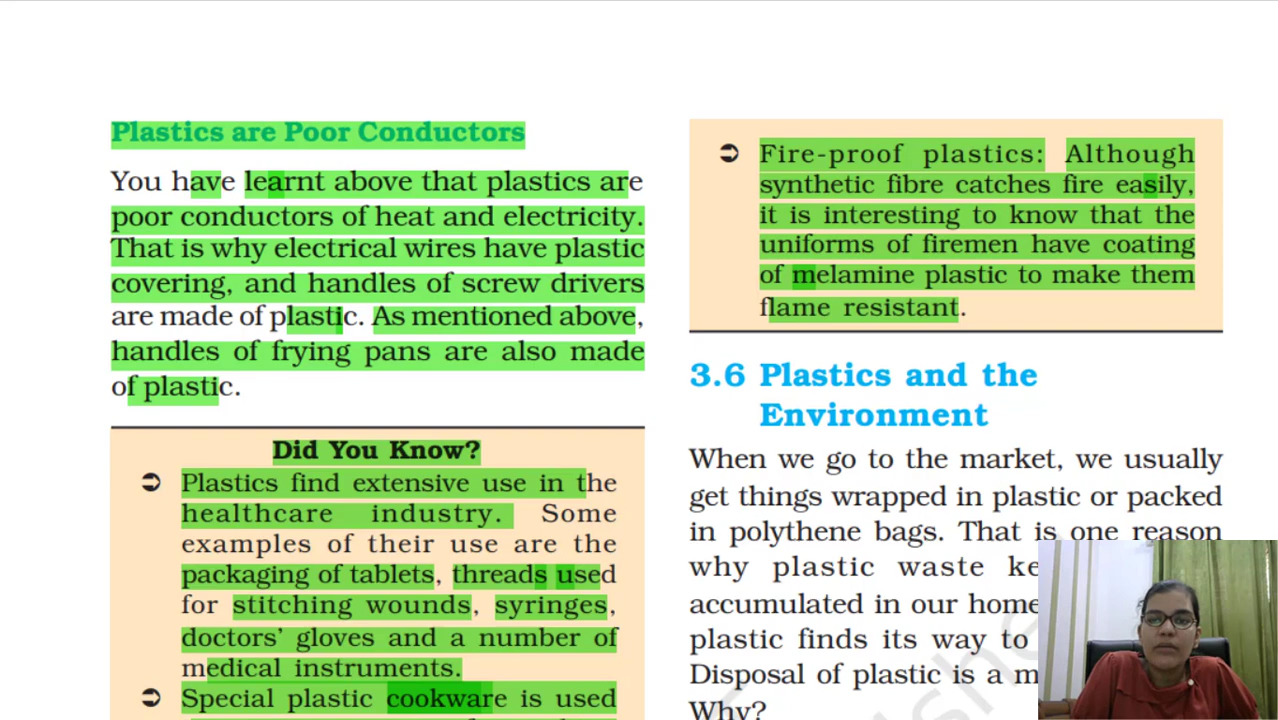 Plastics are Poor Conductors
You have learnt above that plastics are
poor conductors of heat and electricity.
That is why electrical wires have plastic
covering, and handles of screw drivers
are made of plastic. As mentioned above,
handles of frying pans are also made
of plastic.
Did You Know?
➲ Plastics find extensive use in the
healthcare industry. Some
examples of their use are the
packaging of tablets, threads used
for stitching wounds, syringes,
doctors’ gloves and a number of
medical instruments.
➲ Special plastic cookware is used
➲ Fire-proof plastics: Although
synthetic fibre catches fire easily,
it is interesting to know that the
uniforms of firemen have coating
of melamine plastic to make them
flame resistant.
3.6 Plastics and the
Environment
When we go to the market, we usually
get things wrapped in plastic or packed
in polythene bags. That is one reason
why plastic waste ke
accumulated in our home
plastic finds its way to
Disposal of plastic is a m
Why?